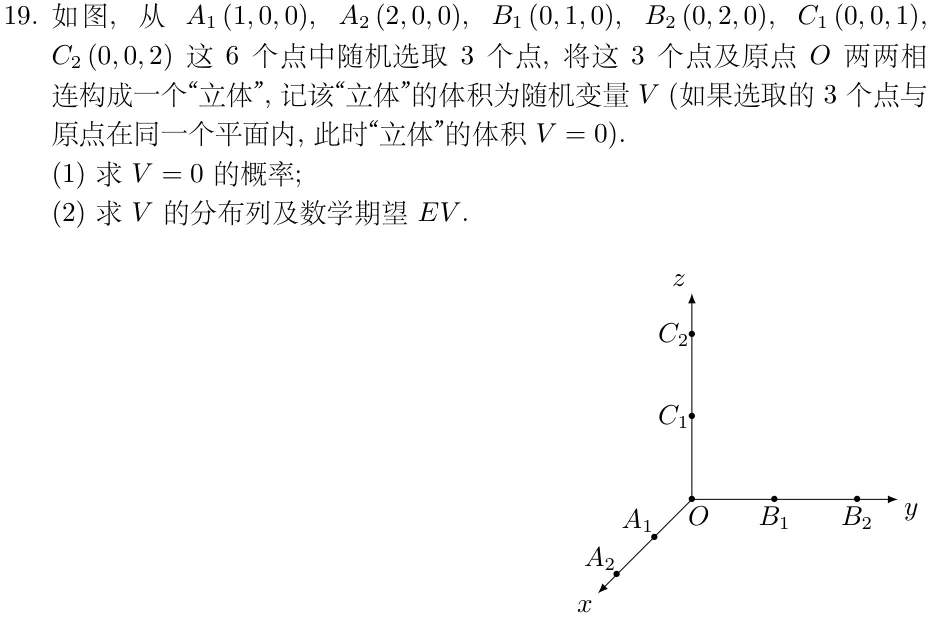 19. 如图, 从 A₁(1,0,0), A₂(2,0,0), B₁(0,1,0), B₂(0,2,0), C₁(0,0,1),
C₂(0,0,2) 这 6 个点中随机选取 3 个点, 将这 3 个点及原点 O 两两相
连构成一个“立体”, 记该“立体”的体积为随机变量 V (如果选取的 3 个点与
原点在同一个平面内, 此时“立体”的体积 V = 0).
(1) 求 V = 0 的概率;
(2) 求 V 的分布列及数学期望 EV.
z
C₂
C₁
A₁ O B₁ B₂ y
A₂
x